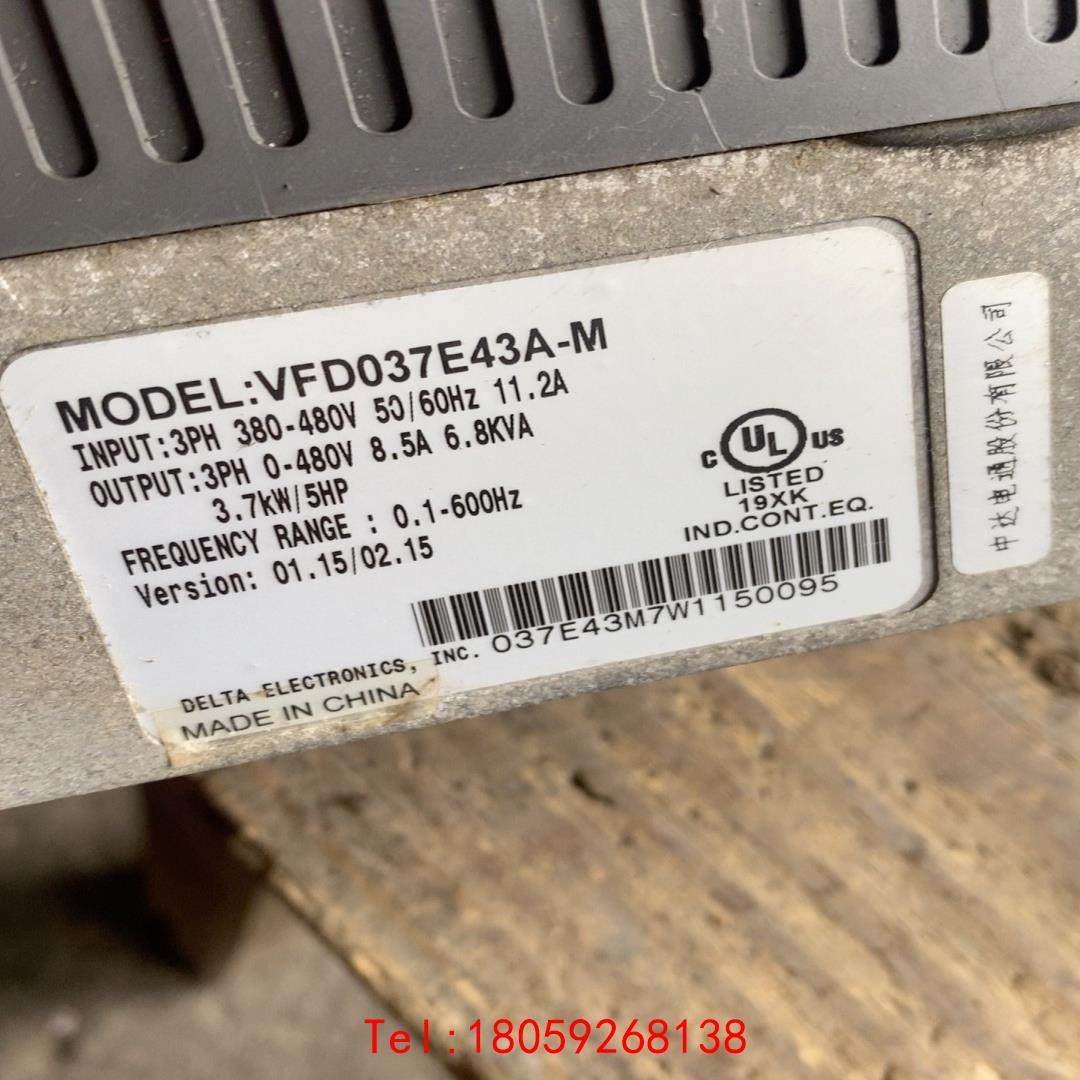 MODEL:VFD037E43A-M
INPUT:3PH 380-480V 50/60Hz 11.2A
OUTPUT:3PH 0-480V 8.5A 6.8KVA
3.7kW/5HP
FREQUENCY RANGE : 0.1-600Hz
Version: 01.15/02.15
C UL US
LISTED
19XK
IND.CONT.EQ.
037E43M7W1150095
DELTA ELECTRONICS, INC.
MADE IN CHINA
中达电通股份有限公司
Tel:18059268138